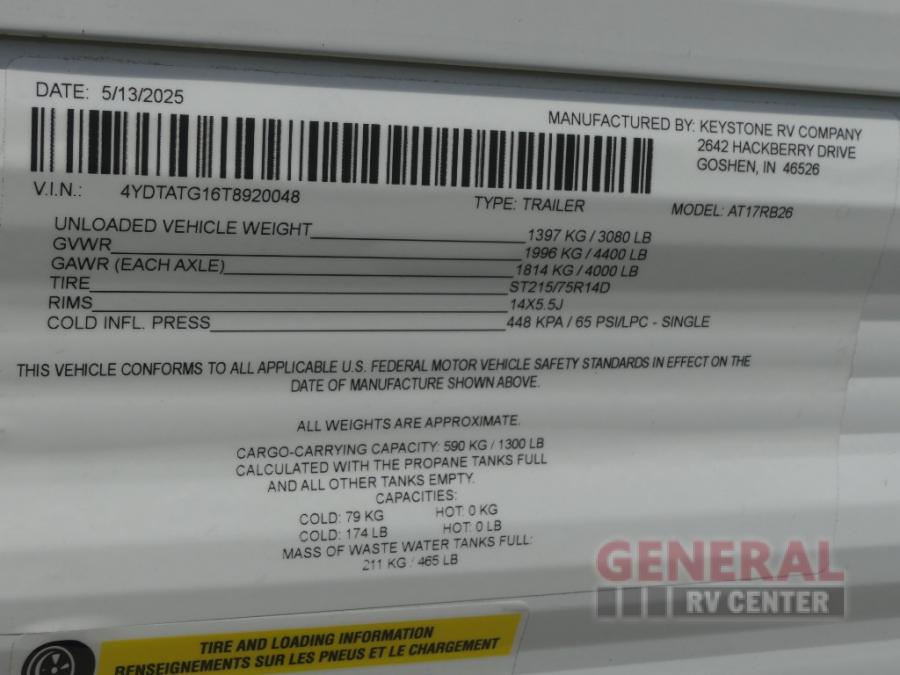 DATE: 5/13/2025
MANUFACTURED BY: KEYSTONE RV COMPANY
2642 HACKBERRY DRIVE
GOSHEN, IN 46526
V.I.N.: 4YDTATG16T8920048 TYPE: TRAILER MODEL: AT17RB26
UNLOADED VEHICLE WEIGHT 1397 KG / 3080 LB
GVWR 1996 KG / 4400 LB
GAWR (EACH AXLE) 1814 KG / 4000 LB
TIRE ST215/75R14D
RIMS 14X5.5J
COLD INFL. PRESS 448 KPA / 65 PSI/LPC - SINGLE
THIS VEHICLE CONFORMS TO ALL APPLICABLE U.S. FEDERAL MOTOR VEHICLE SAFETY STANDARDS IN EFFECT ON THE
DATE OF MANUFACTURE SHOWN ABOVE.
ALL WEIGHTS ARE APPROXIMATE.
CARGO-CARRYING CAPACITY: 590 KG / 1300 LB
CALCULATED WITH THE PROPANE TANKS FULL
AND ALL OTHER TANKS EMPTY.
CAPACITIES:
COLD: 79 KG HOT: 0 KG
COLD: 174 LB HOT: 0 LB
MASS OF WASTE WATER TANKS FULL:
211 KG / 465 LB
GENERAL
RV CENTER
TIRE AND LOADING INFORMATION
RENSEIGNEMENTS SUR LES PNEUS ET LE CHARGEMENT